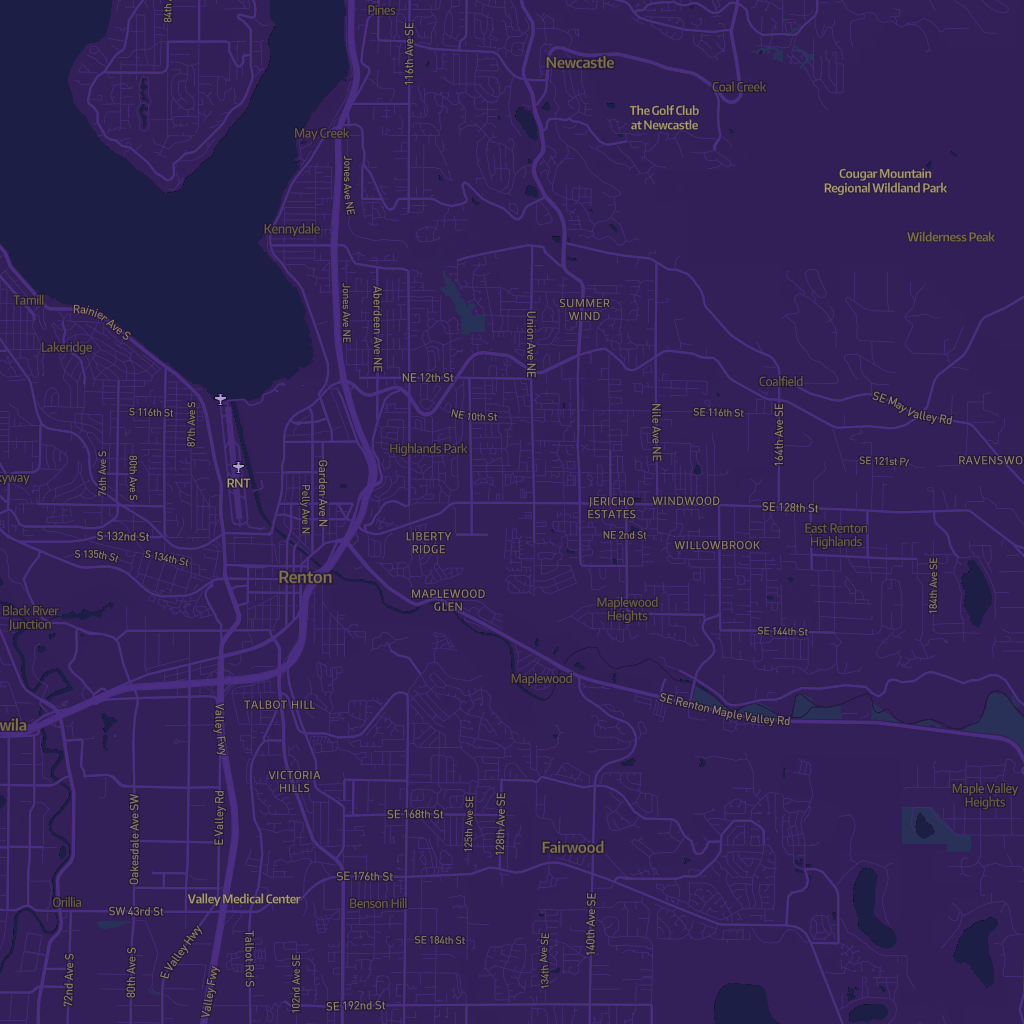 84th
Pines
116th Ave SE
Newcastle
Coal Creek
The Golf Club
at Newcastle
May Creek
Cougar Mountain
Regional Wildland Park
Jones Ave NE
Kennydale
Wilderness Peak
Tamill
Rainier Ave S
Lakeridge
Jones Ave NE
Aberdeen Ave NE
SUMMER
WIND
Union Ave NE
NE 12th St
Coalfield
S 116th St
87th Ave S
NE 10th St
Nile Ave NE
SE 116th St
164th Ave SE
SE May Valley Rd
Highlands Park
76th Ave S
80th Ave S
RNT
SE 121st Pl
RAVENSWO
kyway
Garden Ave N
Pelly Ave N
JERICHO
ESTATES
WINDWOOD
SE 128th St
East Renton
Highlands
S 132nd St
LIBERTY
RIDGE
NE 2nd St
WILLOWBROOK
S 135th St
S 134th St
Renton
184th Ave SE
MAPLEWOOD
GLEN
Maplewood
Heights
Black River
Junction
SE 144th St
Maplewood
TALBOT HILL
SE Renton Maple Valley Rd
wila
Valley Fwy
VICTORIA
HILLS
Maple Valley
Heights
Oakesdale Ave SW
E Valley Rd
SE 168th St
125th Ave SE
128th Ave SE
Fairwood
SE 176th St
Orillia
SW 43rd St
Valley Medical Center
Benson Hill
140th Ave SE
E Valley Hwy
Talbot Rd S
SE 184th St
134th Ave SE
72nd Ave S
80th Ave S
Valley Fwy
102nd Ave SE
SE 192nd St